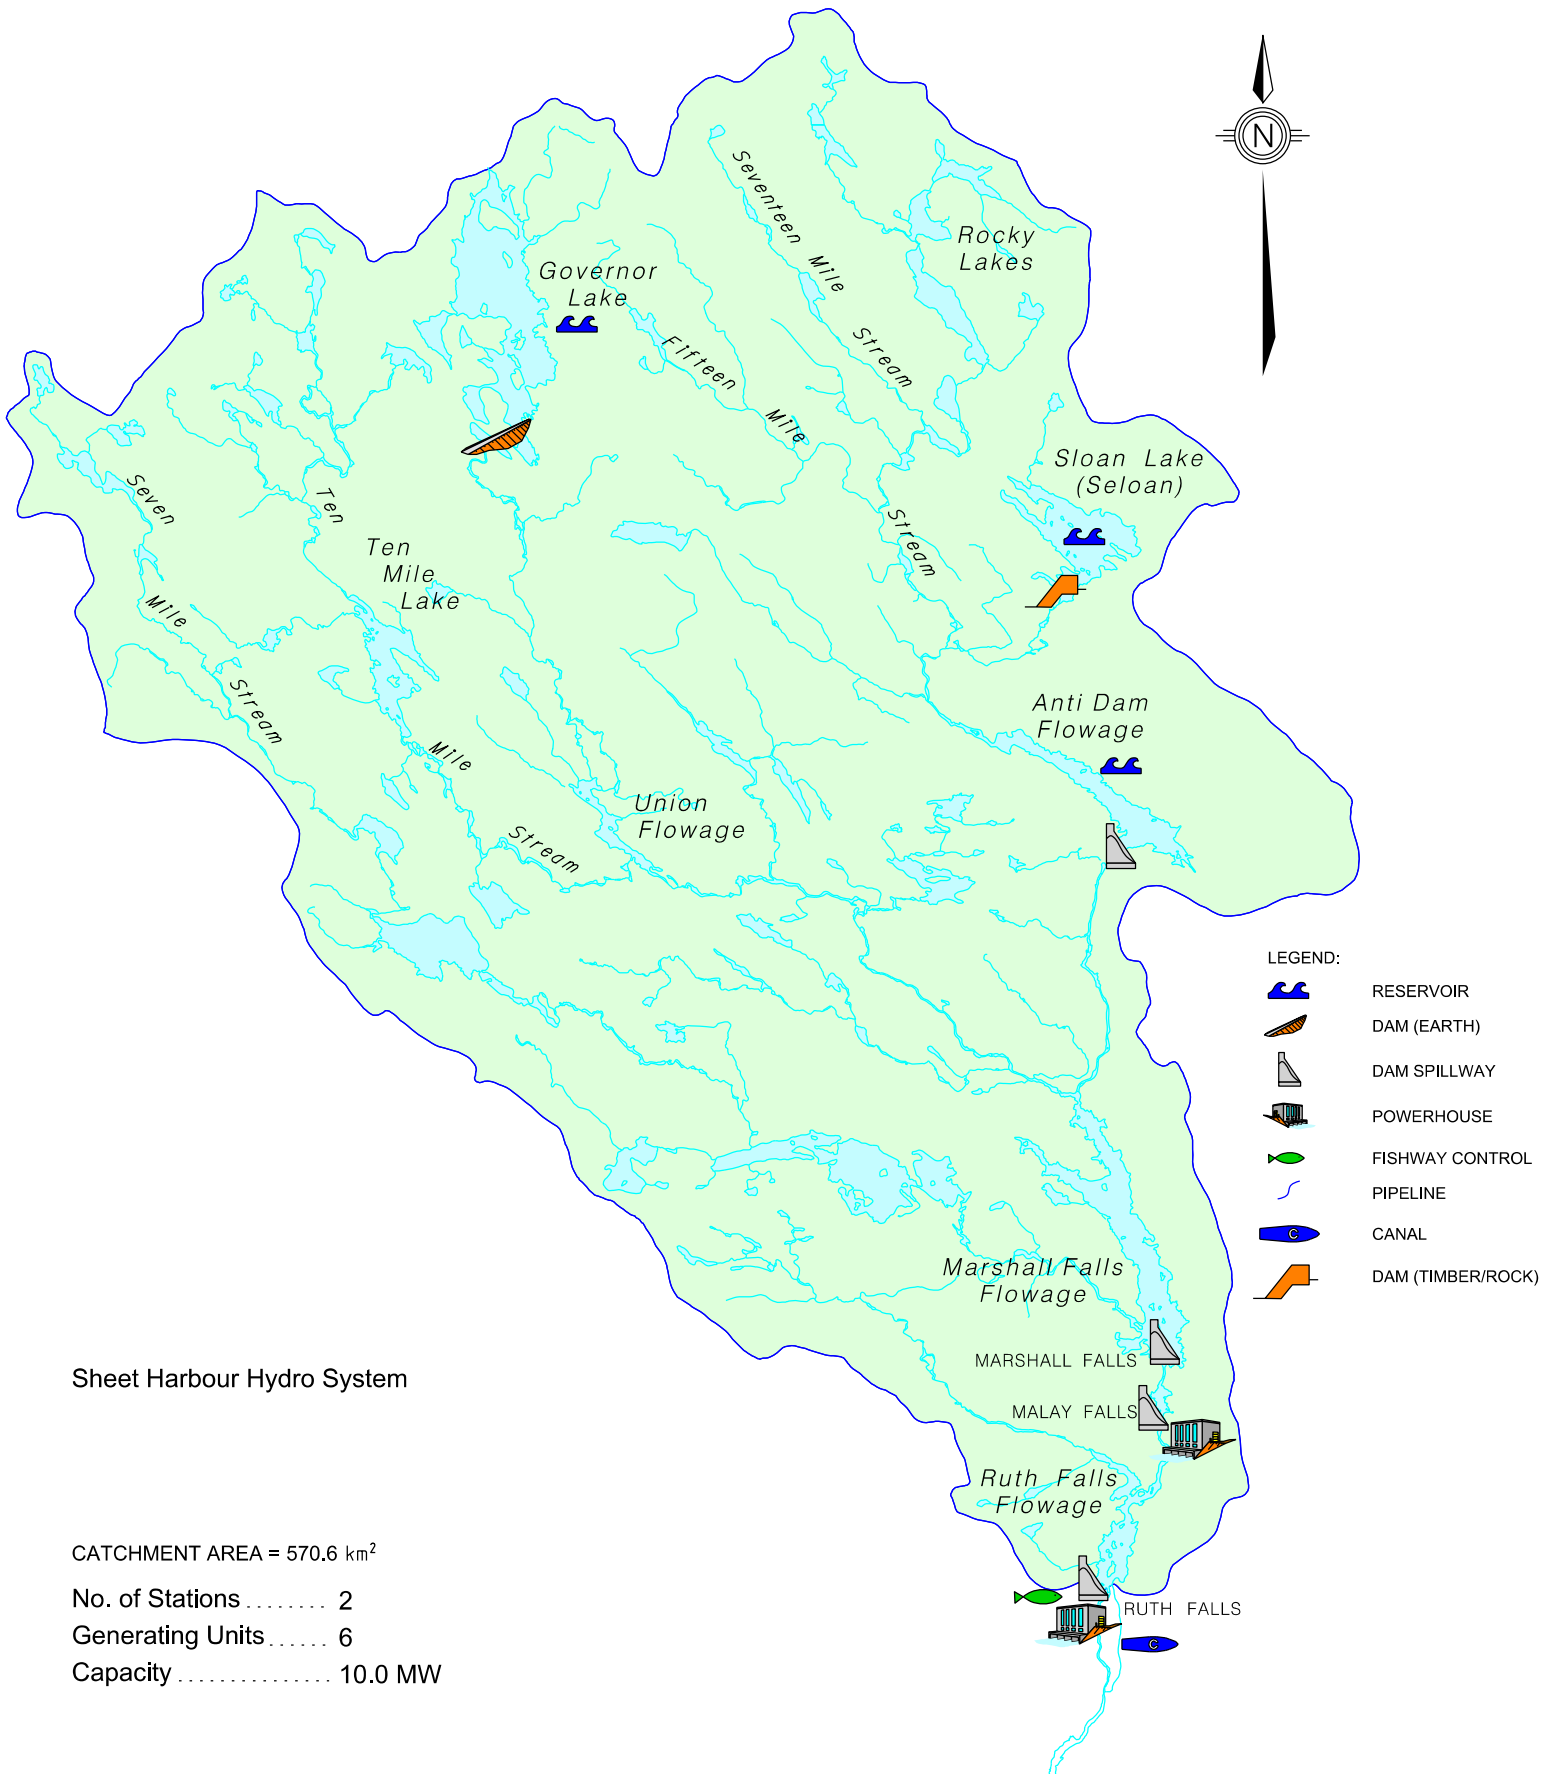 N
Seventeen Mile Stream
Rocky
Lakes
Governor
Lake
Fifteen Mile Stream
Sloan Lake
(Seloan)
Seven Mile Stream
Ten Mile Stream
Ten
Mile
Lake
Anti Dam
Flowage
Union
Flowage
LEGEND:
RESERVOIR
DAM (EARTH)
DAM SPILLWAY
POWERHOUSE
FISHWAY CONTROL
PIPELINE
C CANAL
DAM (TIMBER/ROCK)
Marshall Falls
Flowage
MARSHALL FALLS
MALAY FALLS
Ruth Falls
Flowage
RUTH FALLS
C
Sheet Harbour Hydro System
CATCHMENT AREA = 570.6 km²
No. of Stations ........ 2
Generating Units ...... 6
Capacity ............... 10.0 MW